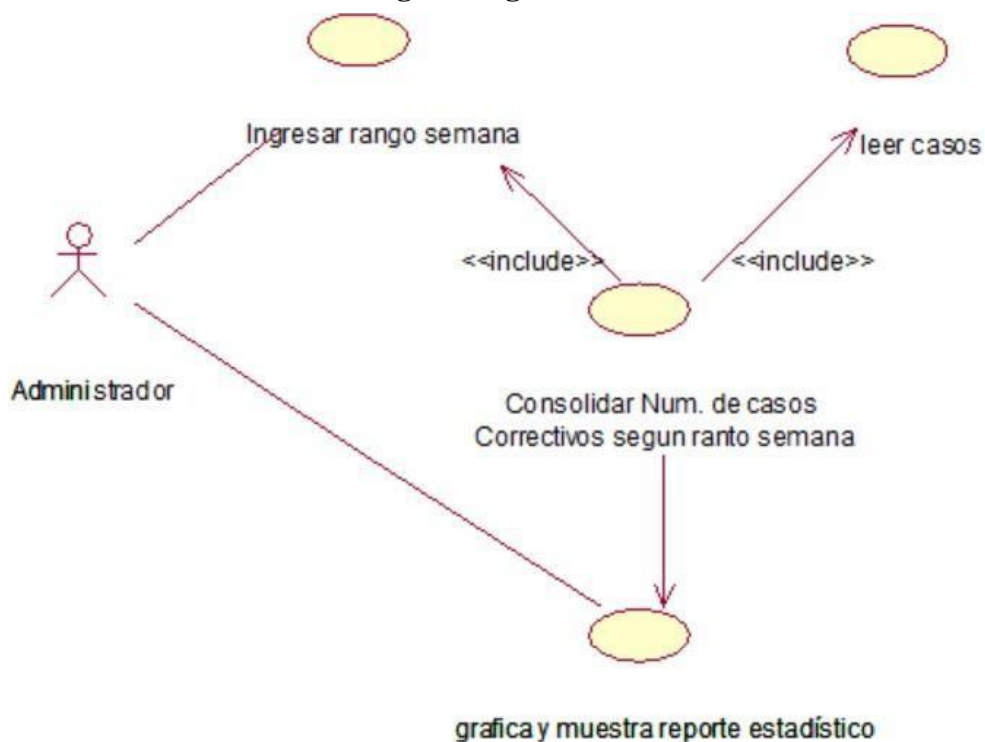 Ingresar rango semana
leer casos
<<include>>
<<include>>
Administrador
Consolidar Num. de casos
Correctivos segun ranto semana
grafica y muestra reporte estadístico